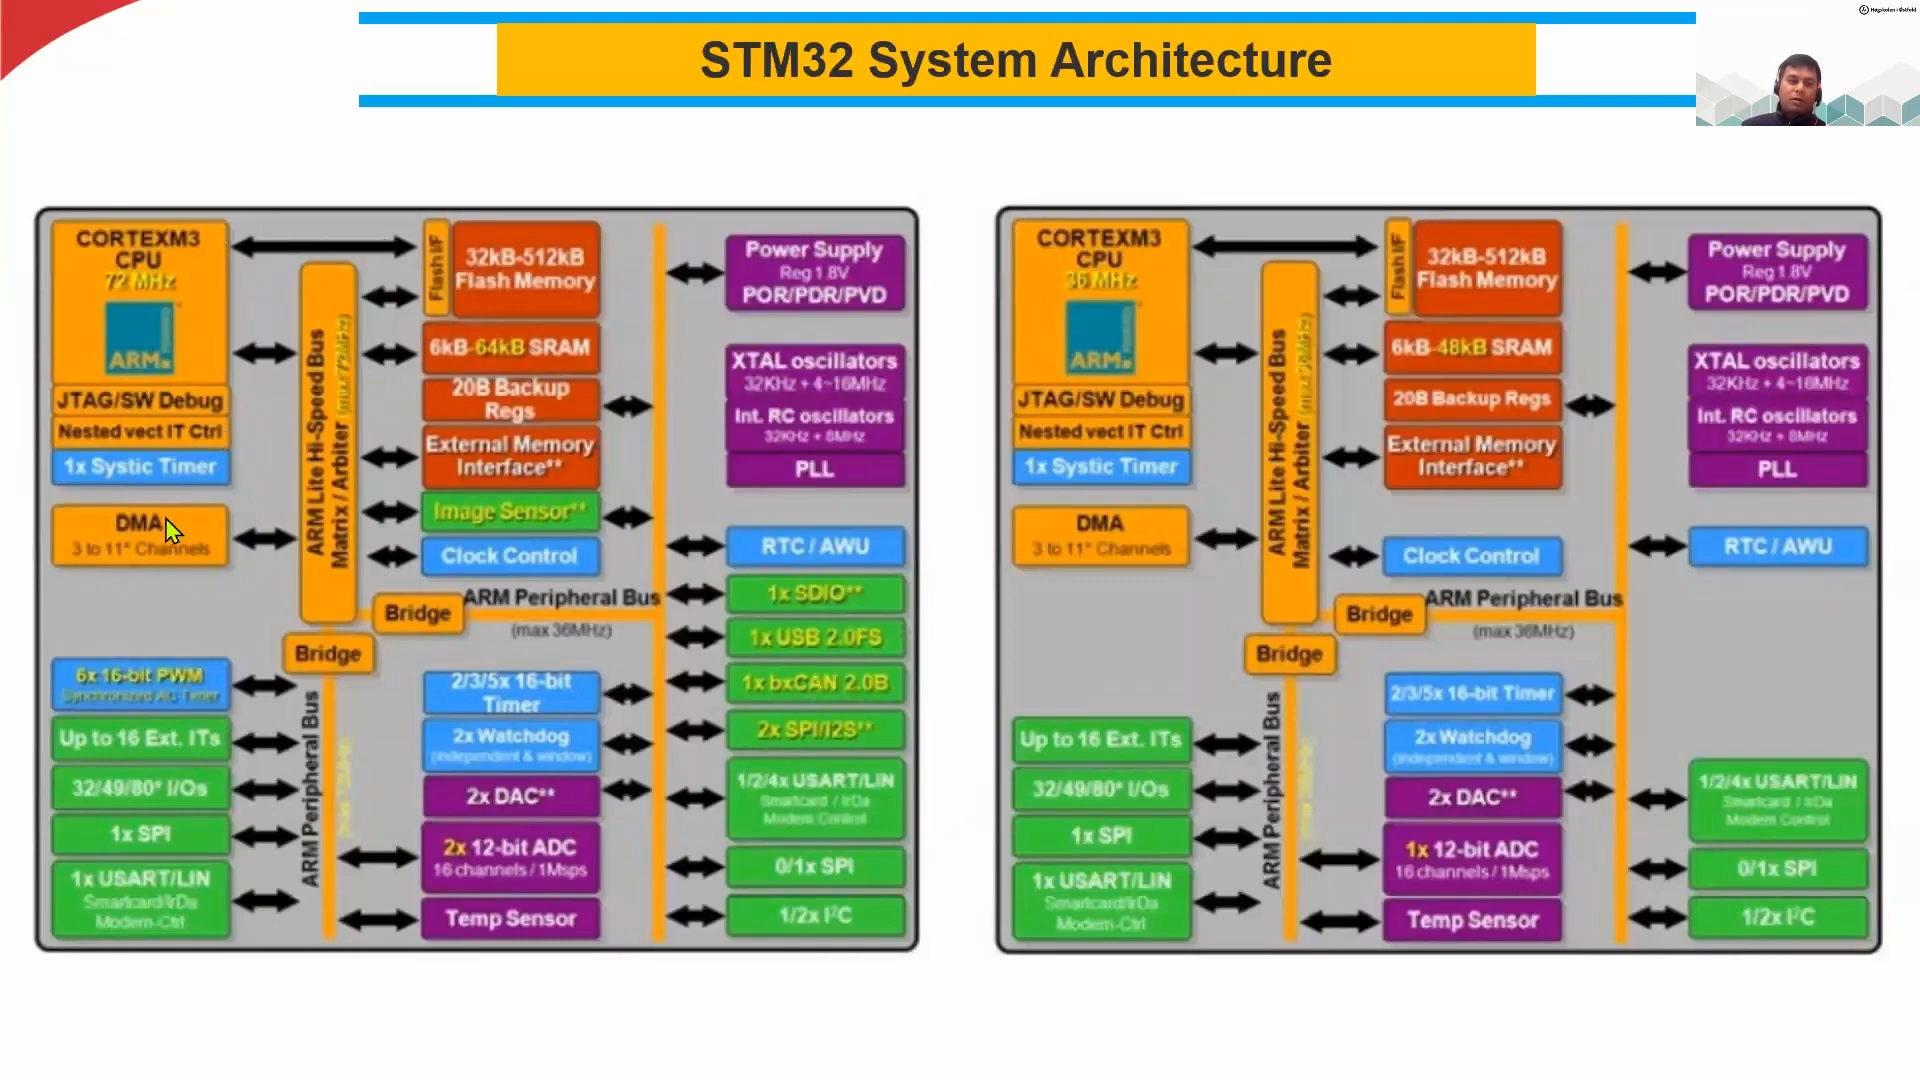 Høgskolen i Østfold
STM32 System Architecture
CORTEXM3
CPU
72 MHz
ARM
JTAG/SW Debug
Nested vect IT Ctrl
1x Systic Timer
DMA
3 to 11* Channels
ARM Lite Hi-Speed Bus
Matrix / Arbiter (max 72MHz)
Flash I/F
32kB-512kB
Flash Memory
6kB-64kB SRAM
20B Backup
Regs
External Memory
Interface**
Image Sensor**
Clock Control
Bridge
ARM Peripheral Bus
(max 36MHz)
Bridge
Power Supply
Reg 1.8V
POR/PDR/PVD
XTAL oscillators
32KHz + 4~16MHz
Int. RC oscillators
32KHz + 8MHz
PLL
RTC / AWU
1x SDIO**
1x USB 2.0FS
1x bxCAN 2.0B
2x SPI/I2S**
1/2/4x USART/LIN
Smartcard / IrDa
Modem Control
0/1x SPI
1/2x I²C
6x 16-bit PWM
Synchronized AC Timer
Up to 16 Ext. ITs
32/49/80* I/Os
1x SPI
1x USART/LIN
Smartcard/IrDa
Modem-Ctrl
ARM Peripheral Bus
2/3/5x 16-bit
Timer
2x Watchdog
(independent & window)
2x DAC**
2x 12-bit ADC
16 channels / 1Msps
Temp Sensor
CORTEXM3
CPU
36 MHz
ARM
JTAG/SW Debug
Nested vect IT Ctrl
1x Systic Timer
DMA
3 to 11* Channels
ARM Lite Hi-Speed Bus
Matrix / Arbiter (max 36MHz)
Flash I/F
32kB-512kB
Flash Memory
6kB-48kB SRAM
20B Backup Regs
External Memory
Interface**
Clock Control
Bridge
ARM Peripheral Bus
(max 36MHz)
Bridge
Power Supply
Reg 1.8V
POR/PDR/PVD
XTAL oscillators
32KHz + 4~16MHz
Int. RC oscillators
32KHz + 8MHz
PLL
RTC / AWU
1/2/4x USART/LIN
Smartcard / IrDa
Modem Control
0/1x SPI
1/2x I²C
Up to 16 Ext. ITs
32/49/80* I/Os
1x SPI
1x USART/LIN
Smartcard/IrDa
Modem-Ctrl
ARM Peripheral Bus
2/3/5x 16-bit Timer
2x Watchdog
(independent & window)
2x DAC**
1x 12-bit ADC
16 channels / 1Msps
Temp Sensor